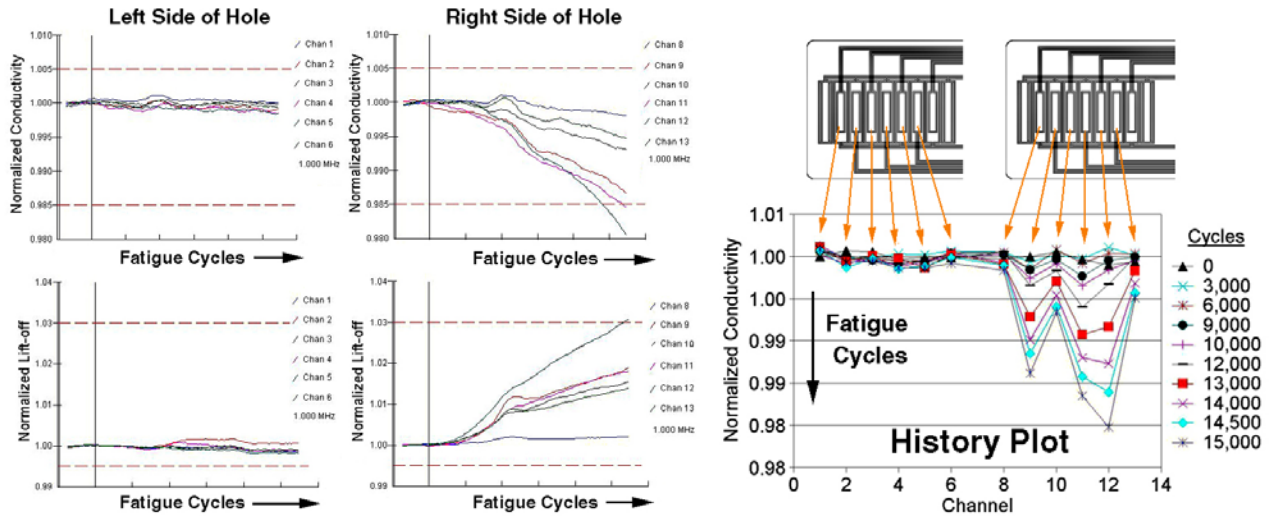 Left Side of Hole
Normalized Conductivity
1.010
1.005
1.000
0.995
0.990
0.985
0.980
Chan 1
Chan 2
Chan 3
Chan 4
Chan 5
Chan 6
1.000 MHz
Fatigue Cycles
Right Side of Hole
Normalized Conductivity
1.010
1.005
1.000
0.995
0.990
0.985
0.980
Chan 8
Chan 9
Chan 10
Chan 11
Chan 12
Chan 13
1.000 MHz
Fatigue Cycles
Normalized Lift-off
1.04
1.03
1.02
1.01
1.00
0.99
Chan 1
Chan 2
Chan 3
Chan 4
Chan 5
Chan 6
1.000 MHz
Fatigue Cycles
Normalized Lift-off
1.04
1.03
1.02
1.01
1.00
0.99
Chan 8
Chan 9
Chan 10
Chan 11
Chan 12
Chan 13
1.000 MHz
Fatigue Cycles
Normalized Conductivity
1.01
1.00
1.00
0.99
0.99
0.98
0.98
Fatigue
Cycles
History Plot
0 2 4 6 8 10 12 14
Channel
Cycles
0
3,000
6,000
9,000
10,000
12,000
13,000
14,000
14,500
15,000